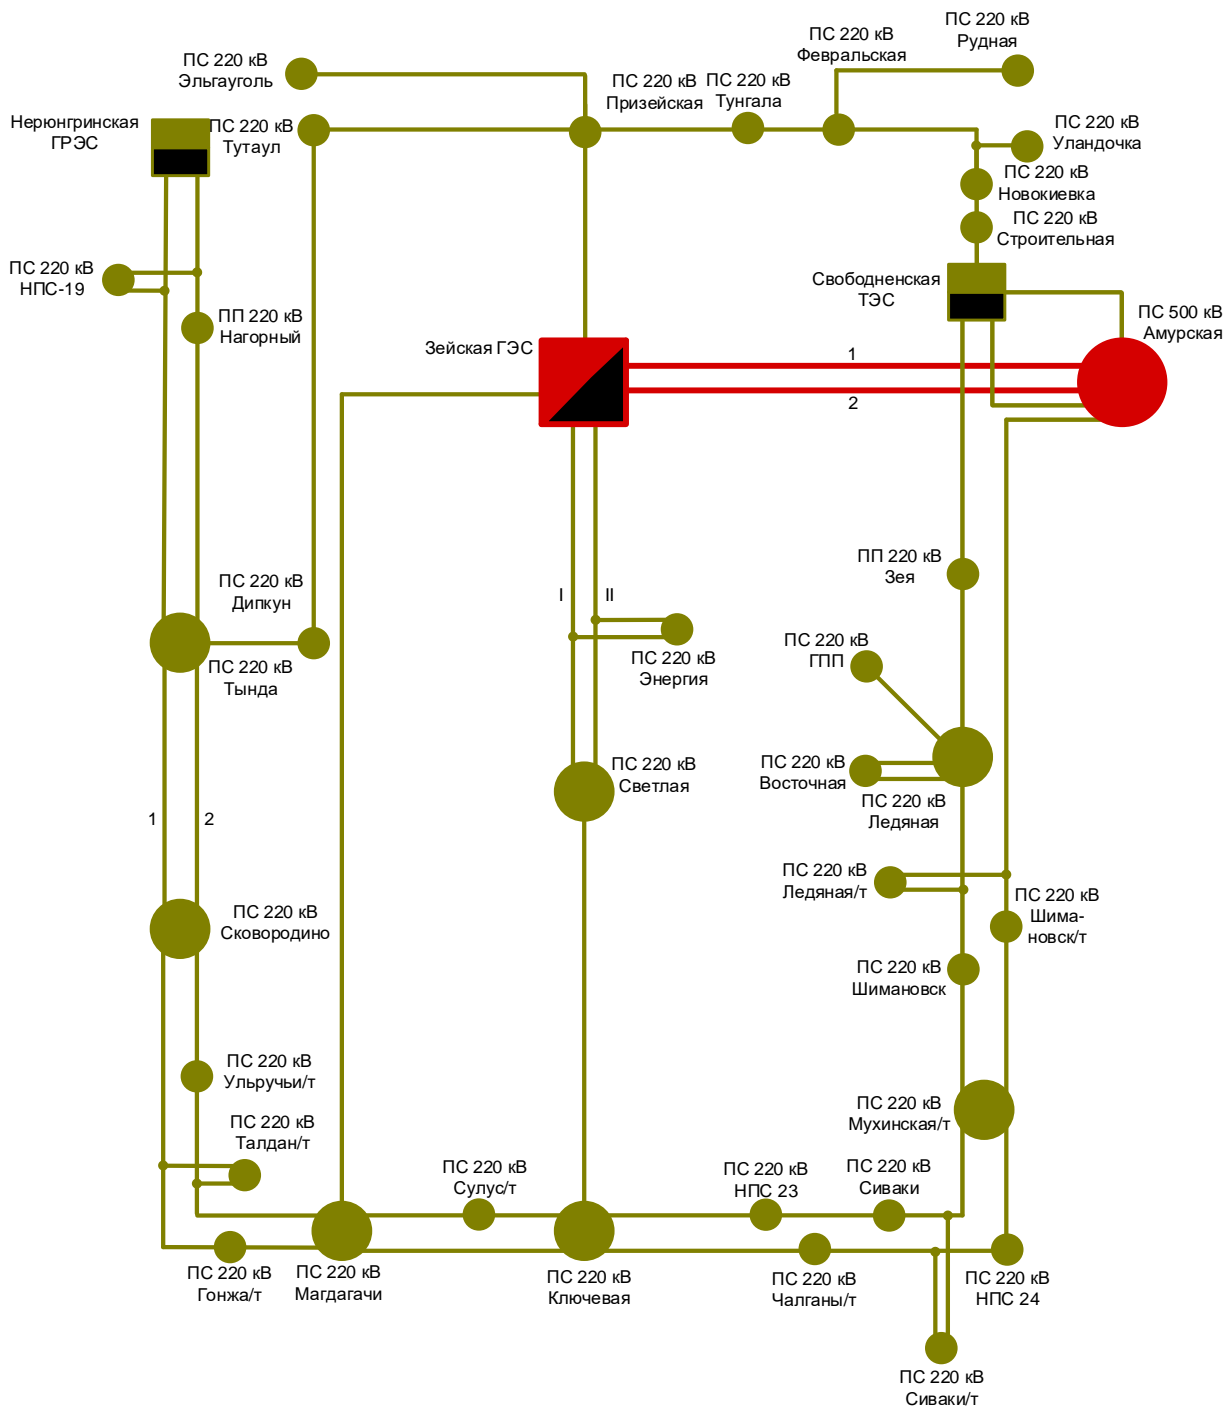 ПС 220 кВ
Рудная
ПС 220 кВ
Февральская
ПС 220 кВ
Эльгауголь
ПС 220 кВ
Призейская
ПС 220 кВ
Тунгала
Нерюнгринская
ГРЭС
ПС 220 кВ
Тутаул
ПС 220 кВ
Уландочка
ПС 220 кВ
Новокиевка
ПС 220 кВ
Строительная
ПС 220 кВ
НПС-19
Свободненская
ТЭС
ПП 220 кВ
Нагорный
ПС 500 кВ
Амурская
Зейская ГЭС
1
2
ПП 220 кВ
Зея
ПС 220 кВ
Дипкун
I
II
ПС 220 кВ
ГПП
ПС 220 кВ
Энергия
ПС 220 кВ
Тында
ПС 220 кВ
Светлая
ПС 220 кВ
Восточная
ПС 220 кВ
Ледяная
1
2
ПС 220 кВ
Ледяная/т
ПС 220 кВ
Шима-
новск/т
ПС 220 кВ
Сковородино
ПС 220 кВ
Шимановск
ПС 220 кВ
Ульручьи/т
ПС 220 кВ
Мухинская/т
ПС 220 кВ
Талдан/т
ПС 220 кВ
Сулус/т
ПС 220 кВ
НПС 23
ПС 220 кВ
Сиваки
ПС 220 кВ
Гонжа/т
ПС 220 кВ
Магдагачи
ПС 220 кВ
Ключевая
ПС 220 кВ
Чалганы/т
ПС 220 кВ
НПС 24
ПС 220 кВ
Сиваки/т